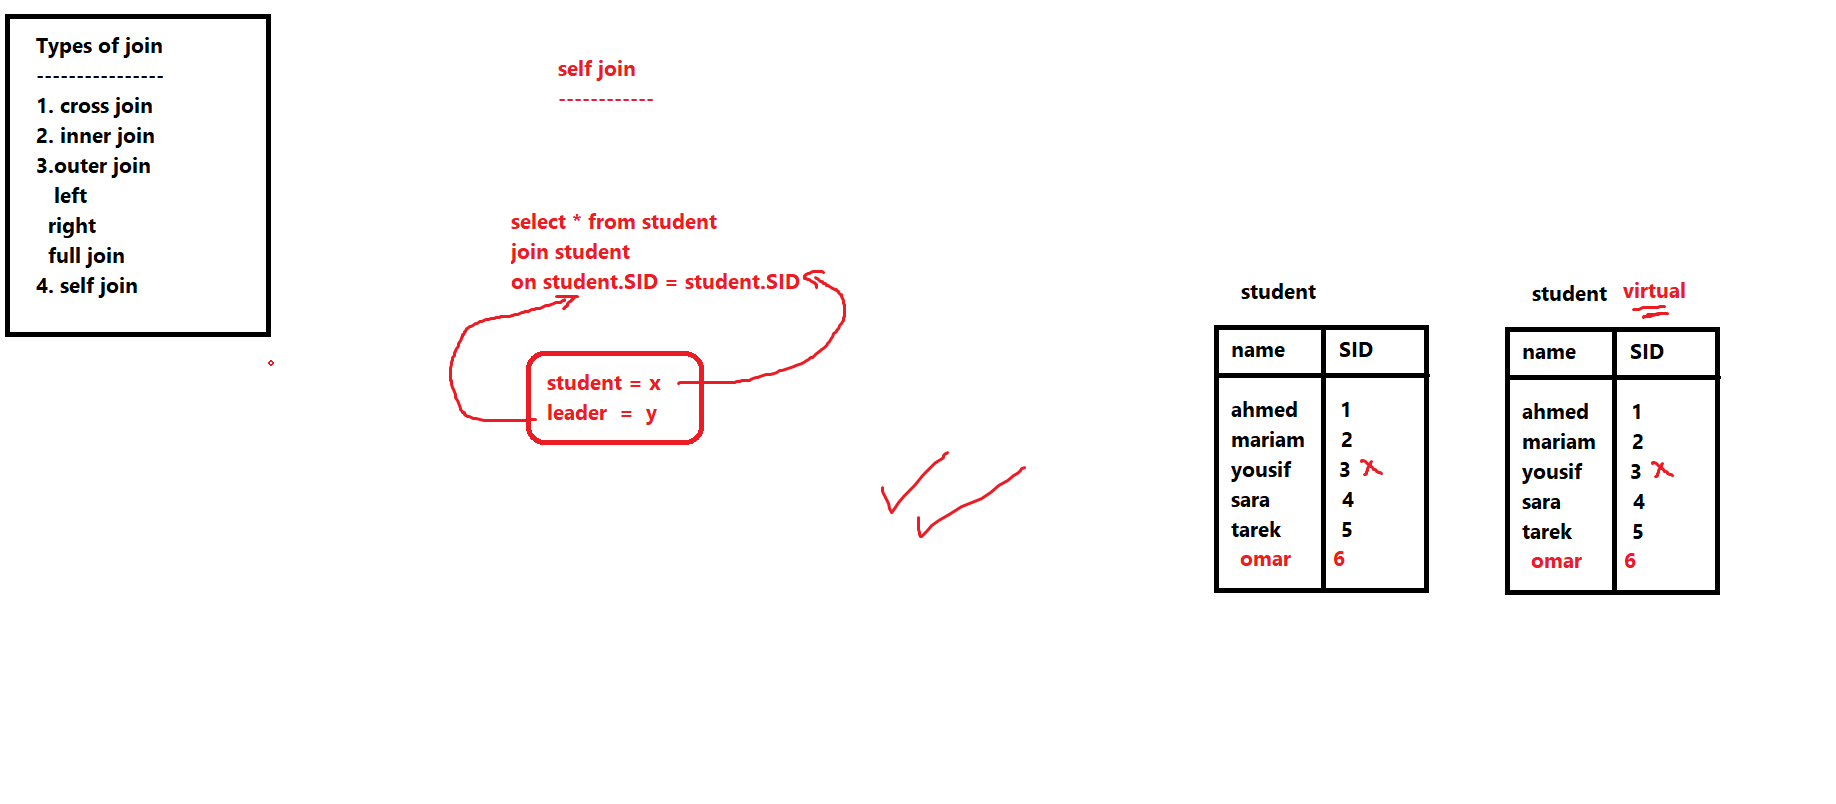 Types of join
----------------
1. cross join
2. inner join
3.outer join
left
right
full join
4. self join
self join
------------
select * from student
join student
on student.SID = student.SID
student = x
leader = y
student
name SID
ahmed 1
mariam 2
yousif 3 x
sara 4
tarek 5
omar 6
student virtual
name SID
ahmed 1
mariam 2
yousif 3 x
sara 4
tarek 5
omar 6